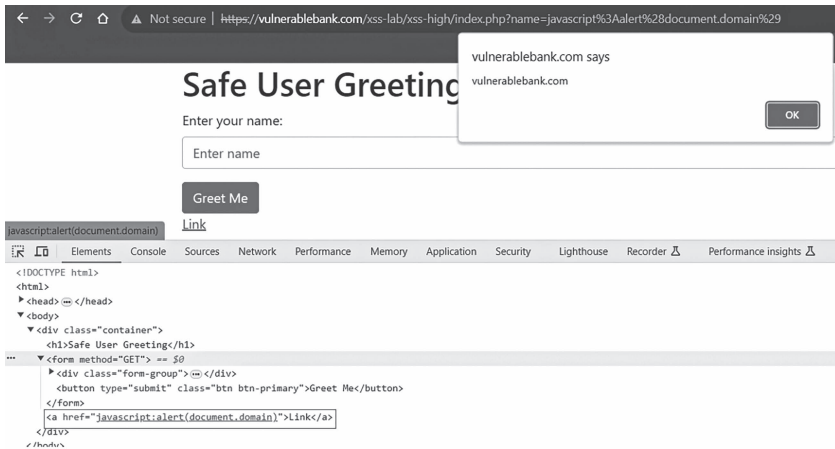 Not secure | https://vulnerablebank.com/xss-lab/xss-high/index.php?name=javascript%3Aalert%28document.domain%29
vulnerablebank.com says
vulnerablebank.com
OK
Safe User Greeting
Enter your name:
Enter name
Greet Me
Link
javascript:alert(document.domain)
Elements Console Sources Network Performance Memory Application Security Lighthouse Recorder Performance insights
<!DOCTYPE html>
<html>
<head> ••• </head>
<body>
<div class="container">
<h1>Safe User Greeting</h1>
••• <form method="GET"> == $0
<div class="form-group"> ••• </div>
<button type="submit" class="btn btn-primary">Greet Me</button>
</form>
<a href="javascript:alert(document.domain)">Link</a>
</div>
</body>